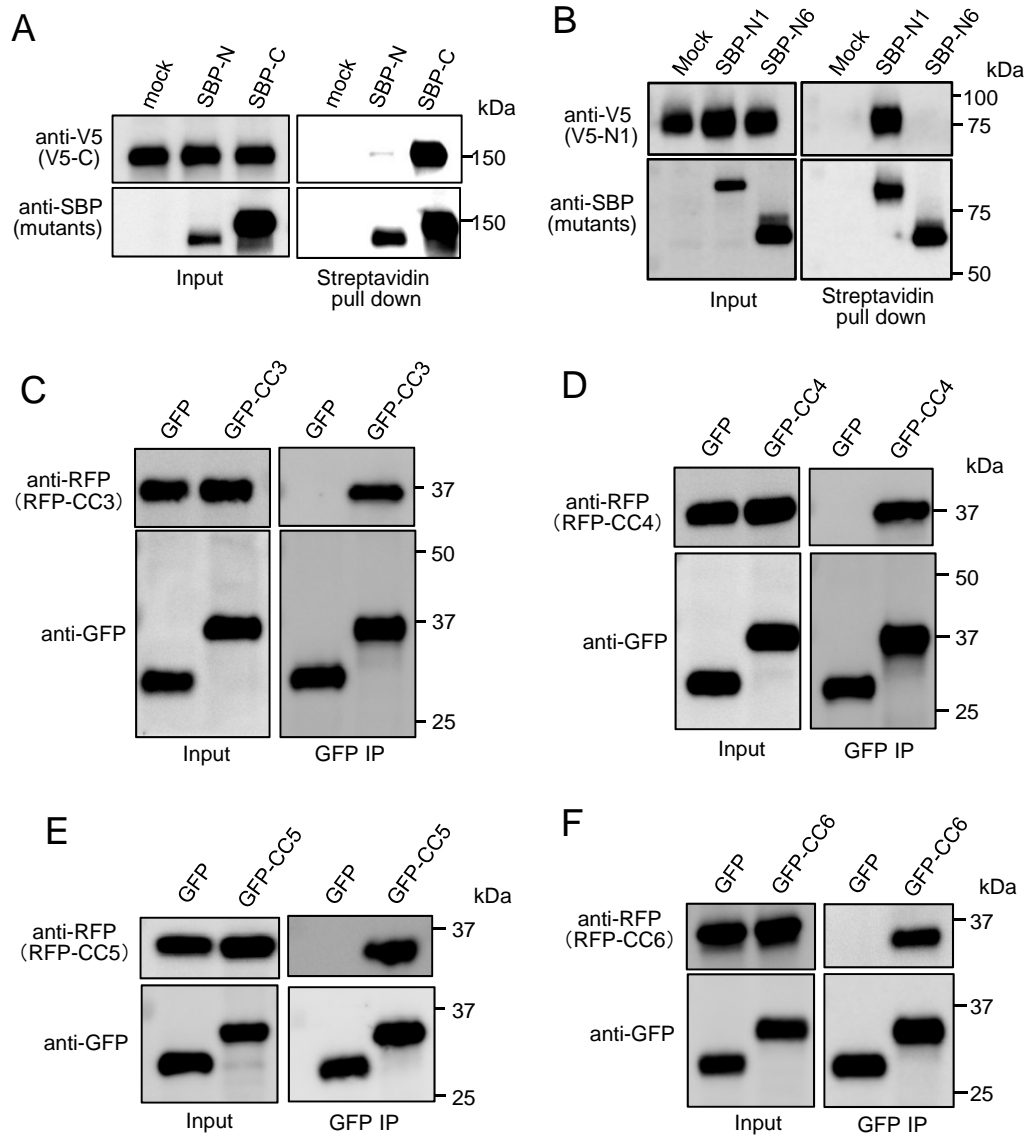 A
mock
SBP-N
SBP-C
mock
SBP-N
SBP-C
kDa
anti-V5
(V5-C)
150
anti-SBP
(mutants)
150
Input
Streptavidin
pull down
B
Mock
SBP-N1
SBP-N6
Mock
SBP-N1
SBP-N6
kDa
anti-V5
(V5-N1)
100
75
anti-SBP
(mutants)
75
50
Input
Streptavidin
pull down
C
GFP
GFP-CC3
GFP
GFP-CC3
anti-RFP
（RFP-CC3）
37
50
anti-GFP
37
25
Input
GFP IP
D
GFP
GFP-CC4
GFP
GFP-CC4
kDa
anti-RFP
（RFP-CC4）
37
50
anti-GFP
37
25
Input
GFP IP
E
GFP
GFP-CC5
GFP
GFP-CC5
kDa
anti-RFP
（RFP-CC5）
37
37
anti-GFP
25
Input
GFP IP
F
GFP
GFP-CC6
GFP
GFP-CC6
kDa
anti-RFP
（RFP-CC6）
37
37
anti-GFP
25
Input
GFP IP